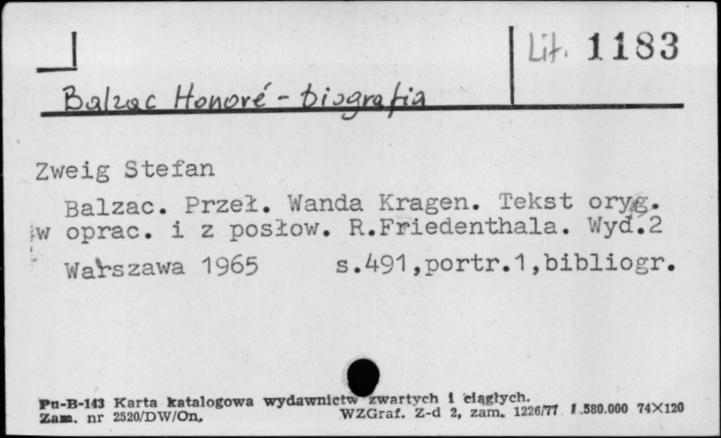 Lit. 1183
Balzac Honoré - biografia
Zweig Stefan
Balzac. Przeł. Wanda Kragen. Tekst oryg.
w oprac. i z posłow. R.Friedenthala. Wyd.2
Warszawa 1965 s.491,portr.1,bibliogr.
Pu-B-143 Karta katalogowa wydawnictw zwartych i ciągłych.
Zam. nr 2520/DW/On. WZGraf. Z-d 2, zam. 1226/77 1.580.000 74×120